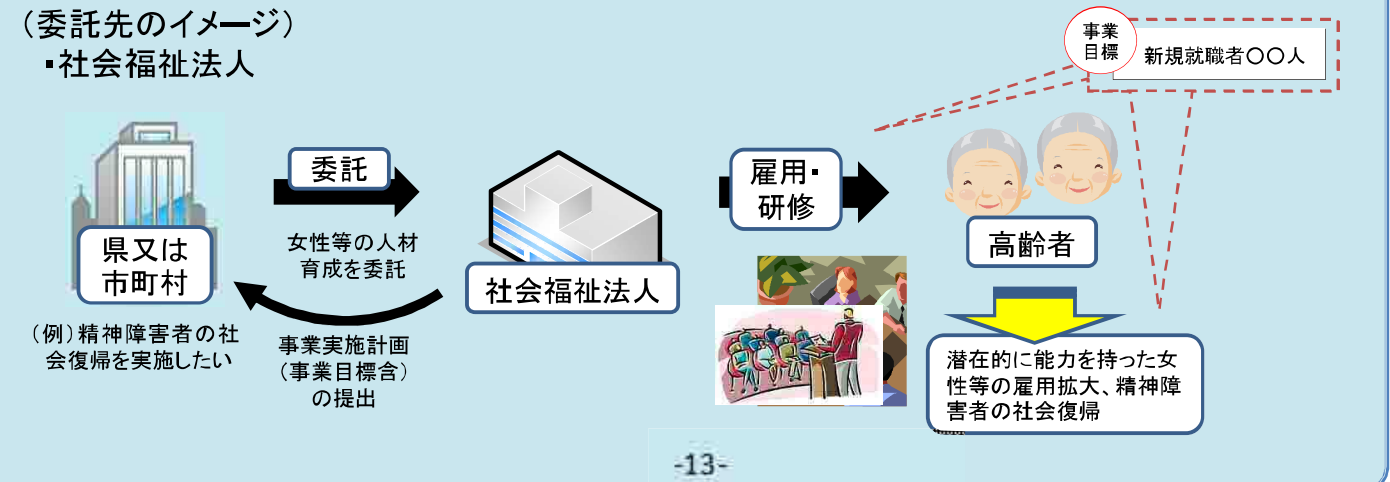 （委託先のイメージ）
▪社会福祉法人
事業
目標
新規就職者〇〇人
委託
雇用▪
研修
県又は
市町村
女性等の人材
育成を委託
社会福祉法人
高齢者
（例）精神障害者の社
会復帰を実施したい
事業実施計画
（事業目標含）
の提出
潜在的に能力を持った女
性等の雇用拡大、精神障
害者の社会復帰
-13-